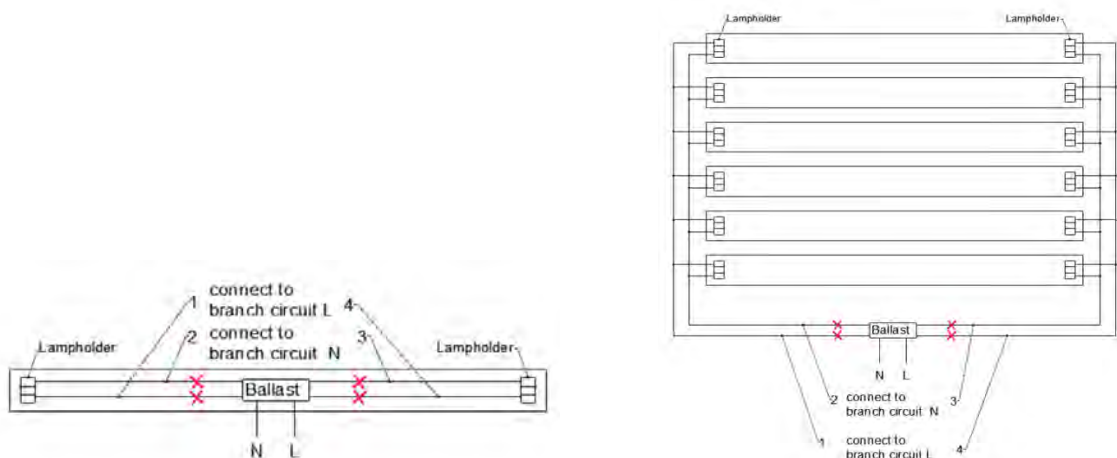 1 connect to 4
branch circuit L
2 connect to 3
branch circuit N
Lampholder
Lampholder
Ballast
N L
Lampholder
Lampholder
Ballast
N L
2 connect to 3
branch circuit N
1 connect to 4
branch circuit L